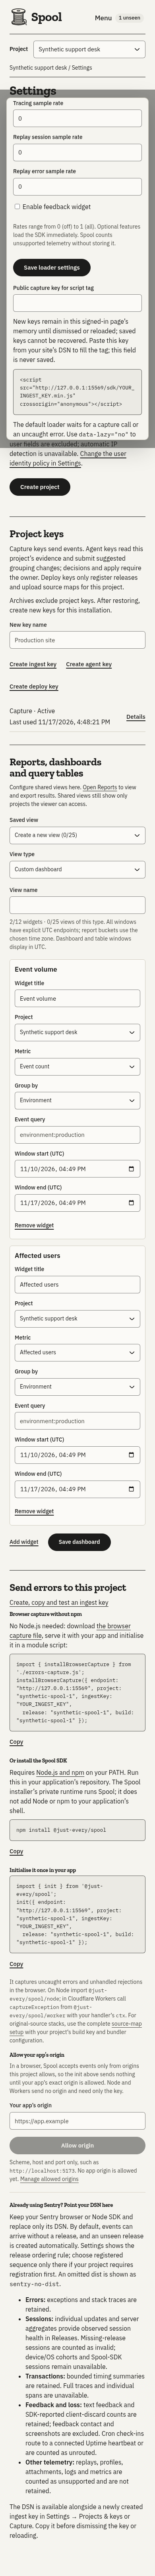 Spool
Menu 1 unseen
Project Synthetic support desk
Synthetic support desk / Settings
Settings
Tracing sample rate
0
Replay session sample rate
0
Replay error sample rate
0
Enable feedback widget
Rates range from 0 (off) to 1 (all). Optional features
load the SDK immediately. Spool counts
unsupported telemetry without storing it.
Save loader settings
Public capture key for script tag
New keys remain in this signed-in page's
memory until dismissed or reloaded; saved
keys cannot be recovered. Paste this key
from your site's DSN to fill the tag; this field
is never saved.
<script
src="http://127.0.0.1:15569/sdk/YOUR_
INGEST_KEY.min.js"
crossorigin="anonymous"></script>
The default loader waits for a capture call or
an uncaught error. Use data-lazy="no" to
user fields are excluded; automatic IP
detection is unavailable. Change the user
identity policy in Settings.
Create project
Project keys
Capture keys send events. Agent keys read this
project's evidence and submit suggested
grouping changes; decisions and apply require
the owner. Deploy keys only register releases
and upload source maps for this project.
Archives exclude project keys. After restoring,
create new keys for this installation.
New key name
Production site
Create ingest key Create agent key
Create deploy key
Capture · Active
Last used 11/17/2026, 4:48:21 PM
Details
Reports, dashboards
and query tables
Configure shared views here. Open Reports to view
and export results. Shared views still show only
projects the viewer can access.
Saved view
Create a new view (0/25)
View type
Custom dashboard
View name
2/12 widgets · 0/25 views of this type. All windows
have explicit UTC endpoints; report buckets use the
chosen time zone. Dashboard and table windows
display in UTC.
Event volume
Widget title
Event volume
Project
Synthetic support desk
Metric
Event count
Group by
Environment
Event query
environment:production
Window start (UTC)
11/10/2026, 04:49 PM
Window end (UTC)
11/17/2026, 04:49 PM
Remove widget
Affected users
Widget title
Affected users
Project
Synthetic support desk
Metric
Affected users
Group by
Environment
Event query
environment:production
Window start (UTC)
11/10/2026, 04:49 PM
Window end (UTC)
11/17/2026, 04:49 PM
Remove widget
Add widget Save dashboard
Send errors to this project
Create, copy and test an ingest key
Browser capture without npm
No Node.js needed: download the browser
capture file, serve it with your app and initialise
it in a module script:
import { installBrowserCapture } from
'./errors-capture.js';
installBrowserCapture({ endpoint:
"http://127.0.0.1:15569", project:
"synthetic-spool-1", ingestKey:
"YOUR_INGEST_KEY",
release: "synthetic-spool-1", build:
"synthetic-spool-1" });
Copy
Or install the Spool SDK
Requires Node.js and npm on your PATH. Run
this in your application's repository. The Spool
installer's private runtime runs Spool; it does
not add Node or npm to your application's
shell.
npm install @just-every/spool
Copy
Initialise it once in your app
import { init } from '@just-
every/spool';
init({ endpoint:
"http://127.0.0.1:15569", project:
"synthetic-spool-1", ingestKey:
"YOUR_INGEST_KEY",
release: "synthetic-spool-1", build:
"synthetic-spool-1" });
Copy
It captures uncaught errors and unhandled rejections
in the browser. On Node import @just-
every/spool/node; in Cloudflare Workers call
captureException from @just-
every/spool/worker with your handler's ctx. For
original-source stacks, use the complete source-map
setup with your project's build key and bundler
configuration.
Allow your app's origin
In a browser, Spool accepts events only from origins
this project allows, so the init above sends nothing
until your app's exact origin is allowed. Node and
Workers send no origin and need only the key.
Your app's origin
https://app.example
Allow origin
Scheme, host and port only, such as
http://localhost:5173. No app origin is allowed
yet. Manage allowed origins
Already using Sentry? Point your DSN here
Keep your Sentry browser or Node SDK and
replace only its DSN. By default, events can
arrive without a release, and an unseen release
is created automatically. Settings shows the
release ordering rule; choose registered
sequence only there if your project requires
registration first. An omitted dist is shown as
sentry-no-dist.
• Errors: exceptions and stack traces are
retained.
• Sessions: individual updates and server
aggregates provide observed session
health in Releases. Missing-release
sessions are counted as invalid;
device/OS cohorts and Spool-SDK
sessions remain unavailable.
• Transactions: bounded timing summaries
are retained. Full traces and individual
spans are unavailable.
• Feedback and loss: text feedback and
SDK-reported client-discard counts are
retained; feedback contact and
screenshots are excluded. Cron check-ins
route to a connected Uptime heartbeat or
are counted as unrouted.
• Other telemetry: replays, profiles,
attachments, logs and metrics are
counted as unsupported and are not
retained.
The DSN is available alongside a newly created
ingest key in Settings → Projects & keys or
Capture. Copy it before dismissing the key or
reloading.